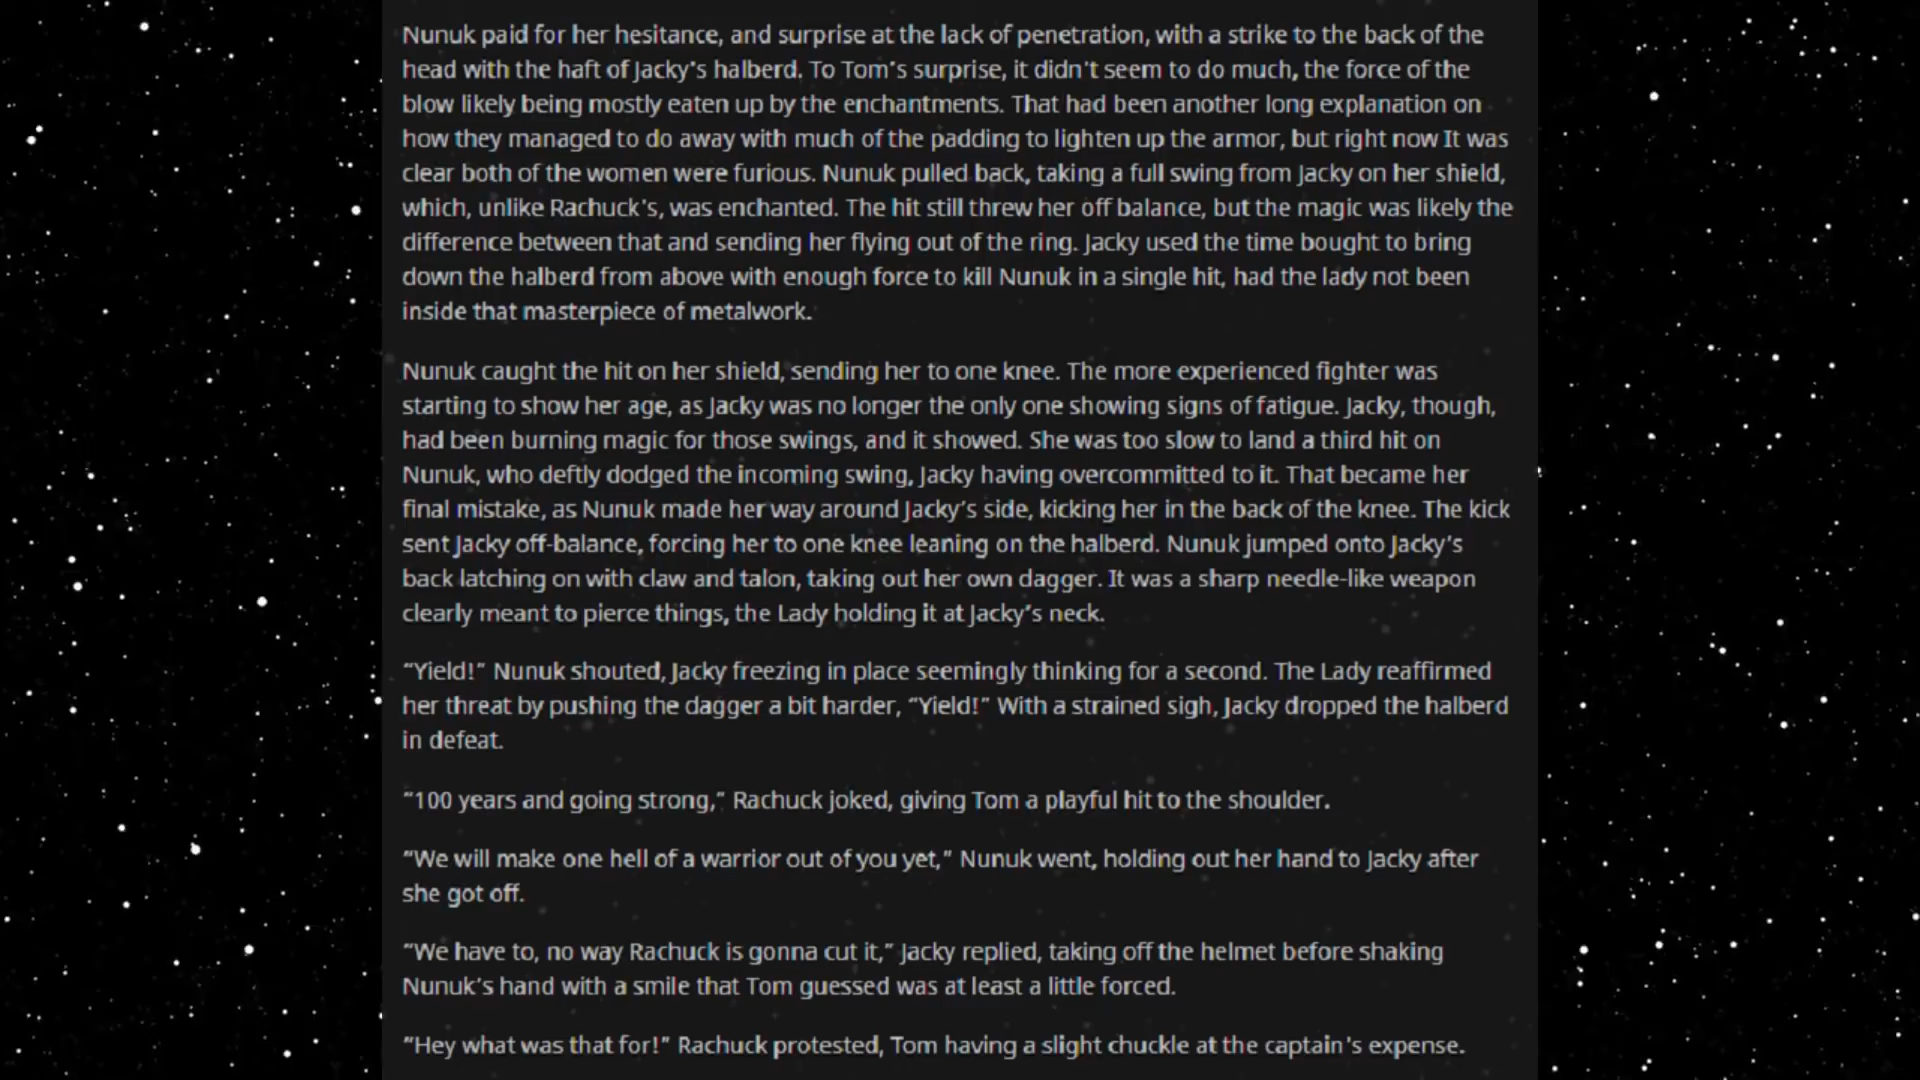 Nunuk paid for her hesitance, and surprise at the lack of penetration, with a strike to the back of the
head with the haft of Jacky's halberd. To Tom's surprise, it didn't seem to do much, the force of the
blow likely being mostly eaten up by the enchantments. That had been another long explanation on
how they managed to do away with much of the padding to lighten up the armor, but right now It was
clear both of the women were furious. Nunuk pulled back, taking a full swing from Jacky on her shield,
which, unlike Rachuck's, was enchanted. The hit still threw her off balance, but the magic was likely the
difference between that and sending her flying out of the ring. Jacky used the time bought to bring
down the halberd from above with enough force to kill Nunuk in a single hit, had the lady not been
inside that masterpiece of metalwork.
Nunuk caught the hit on her shield, sending her to one knee. The more experienced fighter was
starting to show her age, as Jacky was no longer the only one showing signs of fatigue. Jacky, though,
had been burning magic for those swings, and it showed. She was too slow to land a third hit on
Nunuk, who deftly dodged the incoming swing, Jacky having overcommitted to it. That became her
final mistake, as Nunuk made her way around Jacky’s side, kicking her in the back of the knee. The kick
sent Jacky off-balance, forcing her to one knee leaning on the halberd. Nunuk jumped onto Jacky’s
back latching on with claw and talon, taking out her own dagger. It was a sharp needle-like weapon
clearly meant to pierce things, the Lady holding it at Jacky’s neck.
“Yield!” Nunuk shouted, Jacky freezing in place seemingly thinking for a second. The Lady reaffirmed
her threat by pushing the dagger a bit harder, “Yield!” With a strained sigh, Jacky dropped the halberd
in defeat.
“100 years and going strong,” Rachuck joked, giving Tom a playful hit to the shoulder.
“We will make one hell of a warrior out of you yet,” Nunuk went, holding out her hand to Jacky after
she got off.
“We have to, no way Rachuck is gonna cut it,” Jacky replied, taking off the helmet before shaking
Nunuk’s hand with a smile that Tom guessed was at least a little forced.
“Hey what was that for!” Rachuck protested, Tom having a slight chuckle at the captain's expense.